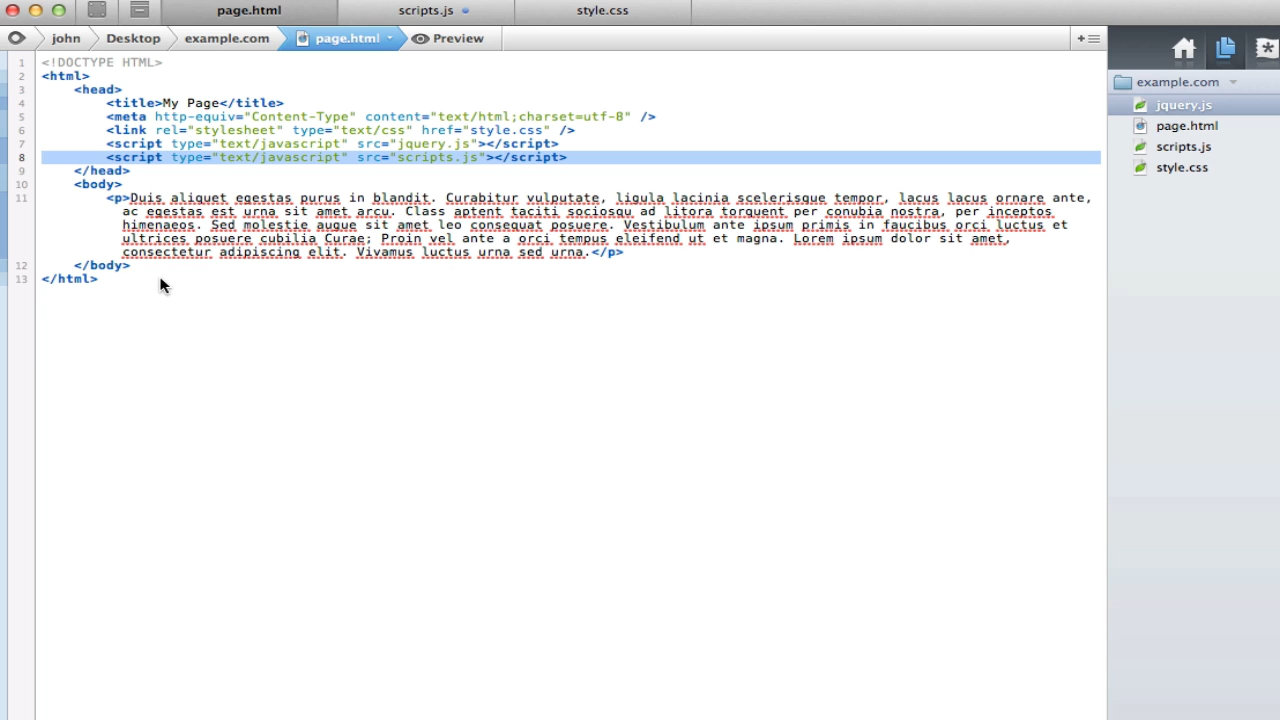 page.html scripts.js style.css
john Desktop example.com page.html Preview
example.com
jquery.js
page.html
scripts.js
style.css
1 <!DOCTYPE HTML>
2 <html>
3 <head>
4 <title>My Page</title>
5 <meta http-equiv="Content-Type" content="text/html;charset=utf-8" />
6 <link rel="stylesheet" type="text/css" href="style.css" />
7 <script type="text/javascript" src="jquery.js"></script>
8 <script type="text/javascript" src="scripts.js"></script>
9 </head>
10 <body>
11 <p>Duis aliquet egestas purus in blandit. Curabitur vulputate, ligula lacinia scelerisque tempor, lacus lacus ornare ante,
ac egestas est urna sit amet arcu. Class aptent taciti sociosqu ad litora torquent per conubia nostra, per inceptos
himenaeos. Sed molestie augue sit amet leo consequat posuere. Vestibulum ante ipsum primis in faucibus orci luctus et
ultrices posuere cubilia Curae; Proin vel ante a orci tempus eleifend ut et magna. Lorem ipsum dolor sit amet,
consectetur adipiscing elit. Vivamus luctus urna sed urna.</p>
12 </body>
13 </html>